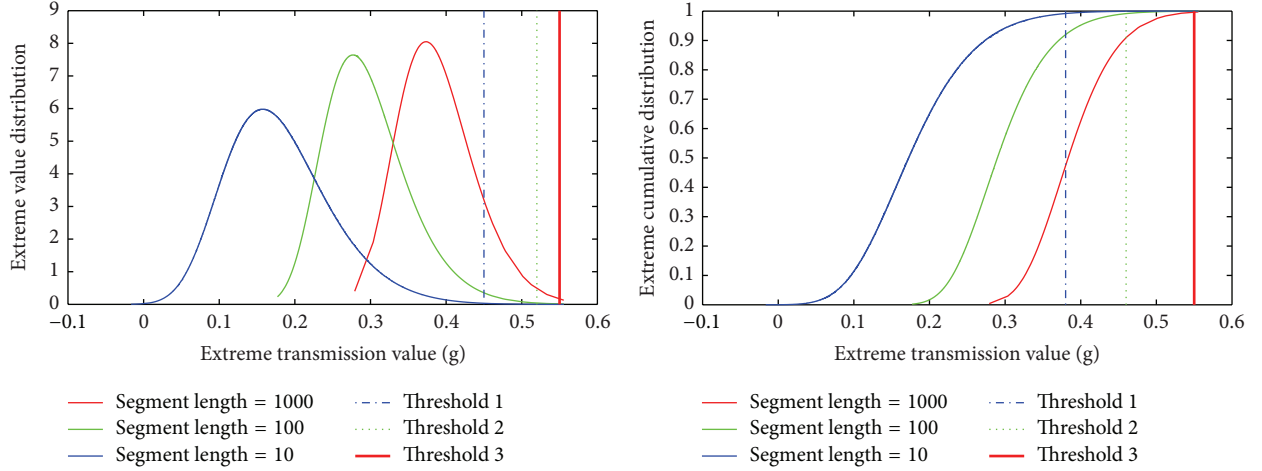 Extreme value distribution
9
8
7
6
5
4
3
2
1
0
−0.1 0 0.1 0.2 0.3 0.4 0.5 0.6
Extreme transmission value (g)
Segment length = 1000
Segment length = 100
Segment length = 10
Threshold 1
Threshold 2
Threshold 3
Extreme cumulative distribution
1
0.9
0.8
0.7
0.6
0.5
0.4
0.3
0.2
0.1
0
−0.1 0 0.1 0.2 0.3 0.4 0.5 0.6
Extreme transmission value (g)
Segment length = 1000
Segment length = 100
Segment length = 10
Threshold 1
Threshold 2
Threshold 3